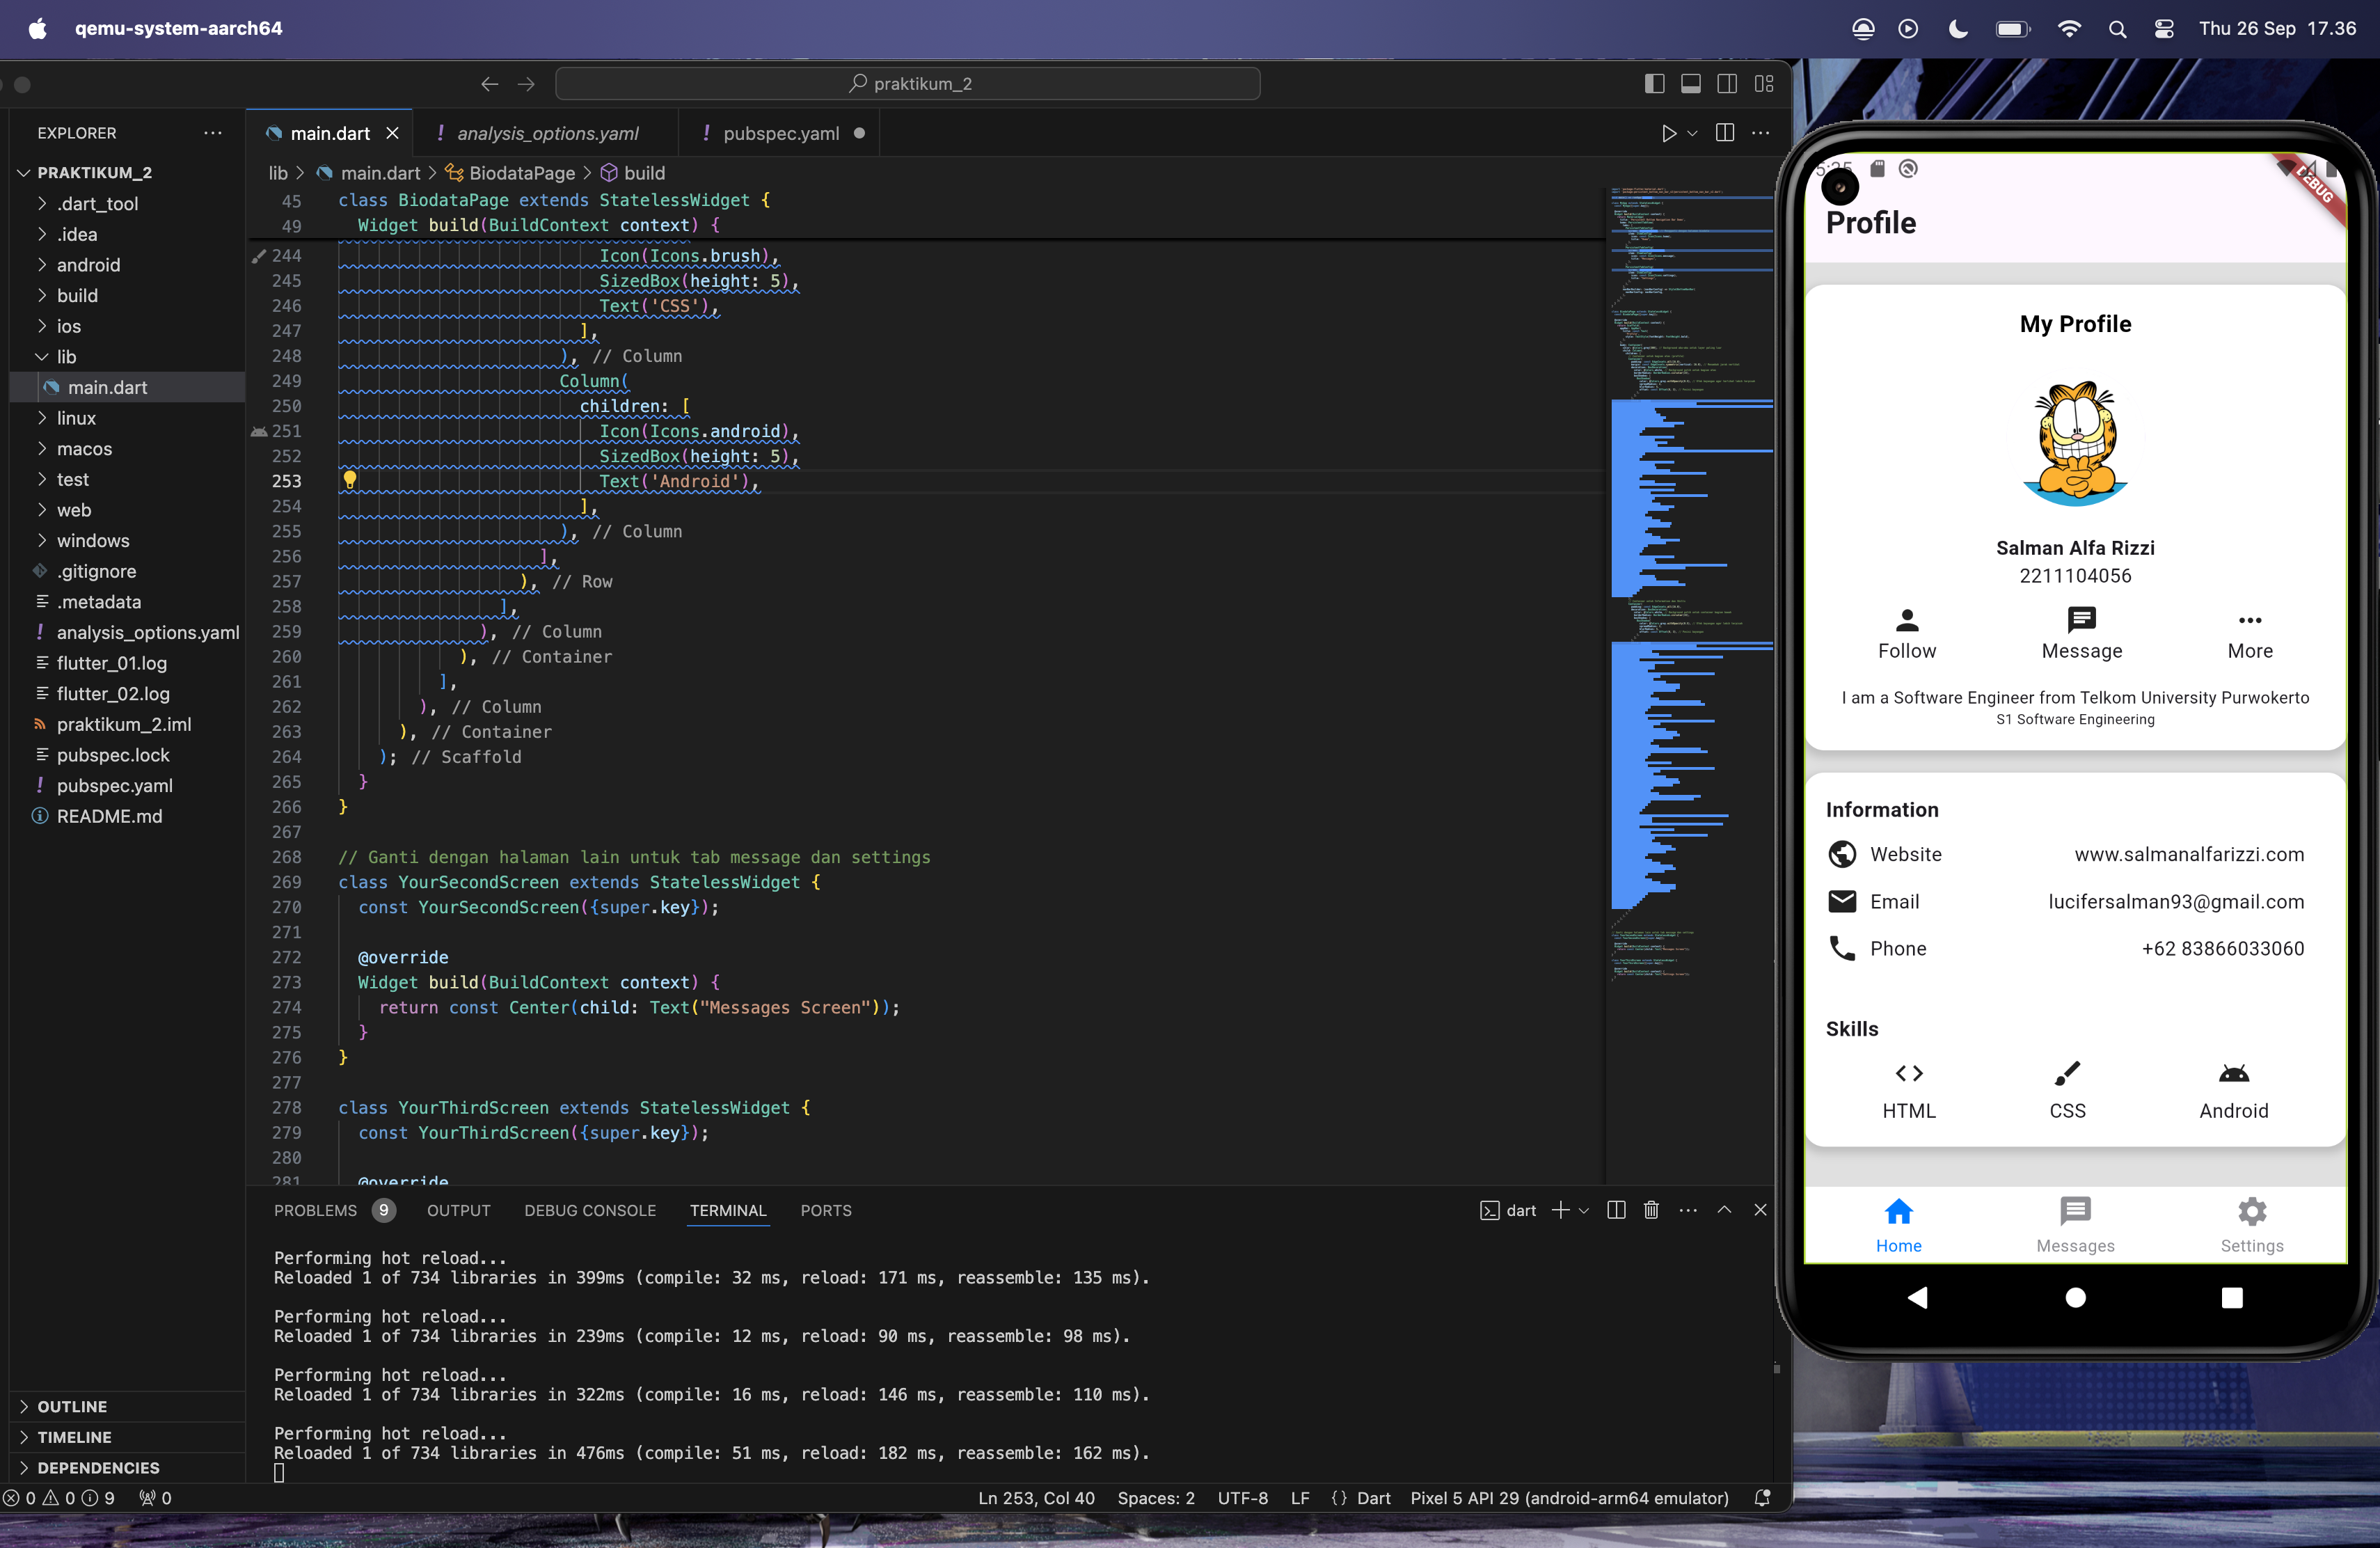 qemu-system-aarch64
Thu 26 Sep 17.36
praktikum_2
EXPLORER
main.dart
analysis_options.yaml
pubspec.yaml
lib > main.dart > BiodataPage > build
PRAKTIKUM_2
.dart_tool
.idea
android
build
ios
lib
main.dart
linux
macos
test
web
windows
.gitignore
.metadata
analysis_options.yaml
flutter_01.log
flutter_02.log
praktikum_2.iml
pubspec.lock
pubspec.yaml
README.md
OUTLINE
TIMELINE
DEPENDENCIES
45 class BiodataPage extends StatelessWidget {
49 Widget build(BuildContext context) {
244 Icon(Icons.brush),
245 SizedBox(height: 5),
246 Text('CSS'),
247 ],
248 ), // Column
249 Column(
250 children: [
251 Icon(Icons.android),
252 SizedBox(height: 5),
253 Text('Android'),
254 ],
255 ), // Column
256 ],
257 ), // Row
258 ],
259 ), // Column
260 ), // Container
261 ],
262 ), // Column
263 ), // Container
264 ); // Scaffold
265 }
266 }
267
268 // Ganti dengan halaman lain untuk tab message dan settings
269 class YourSecondScreen extends StatelessWidget {
270 const YourSecondScreen({super.key});
271
272 @override
273 Widget build(BuildContext context) {
274 return const Center(child: Text("Messages Screen"));
275 }
276 }
277
278 class YourThirdScreen extends StatelessWidget {
279 const YourThirdScreen({super.key});
280
281 @override
PROBLEMS 9 OUTPUT DEBUG CONSOLE TERMINAL PORTS
dart
Performing hot reload...
Reloaded 1 of 734 libraries in 399ms (compile: 32 ms, reload: 171 ms, reassemble: 135 ms).
Performing hot reload...
Reloaded 1 of 734 libraries in 239ms (compile: 12 ms, reload: 90 ms, reassemble: 98 ms).
Performing hot reload...
Reloaded 1 of 734 libraries in 322ms (compile: 16 ms, reload: 146 ms, reassemble: 110 ms).
Performing hot reload...
Reloaded 1 of 734 libraries in 476ms (compile: 51 ms, reload: 182 ms, reassemble: 162 ms).
0 0 9 0
Ln 253, Col 40 Spaces: 2 UTF-8 LF {} Dart Pixel 5 API 29 (android-arm64 emulator)
DEBUG
Profile
My Profile
Salman Alfa Rizzi
2211104056
Follow Message More
I am a Software Engineer from Telkom University Purwokerto
S1 Software Engineering
Information
Website www.salmanalfarizzi.com
Email lucifersalman93@gmail.com
Phone +62 83866033060
Skills
HTML CSS Android
Home Messages Settings